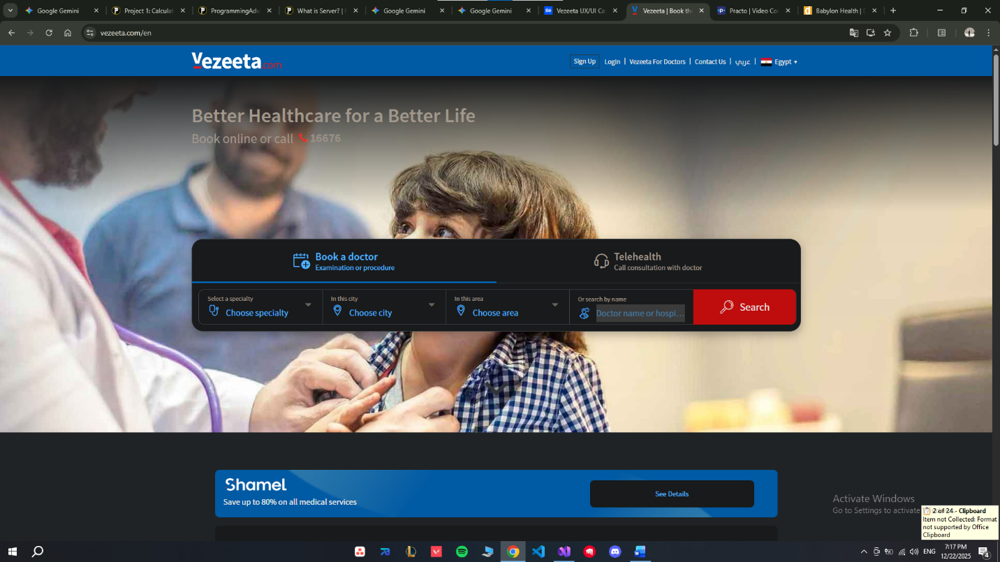 Google Gemini
Project 1: Calculat
ProgrammingAdv
What is Server? |
Google Gemini
Google Gemini
Vezeeta UX/UI Ca
Vezeeta | Book th
Practo | Video Co
Babylon Health |
vezeeta.com/en
Vezeeta.com
Sign Up
Login | Vezeeta For Doctors | Contact Us | عربي | Egypt
Better Healthcare for a Better Life
Book online or call 16676
Book a doctor
Examination or procedure
Telehealth
Call consultation with doctor
Select a specialty
Choose specialty
In this city
Choose city
In this area
Choose area
Or search by name
Doctor name or hospi...
Search
Shamel
Save up to 80% on all medical services
See Details
Activate Windows
Go to Settings to activate
2 of 24 - Clipboard
Item not Collected: Format
not supported by Office
Clipboard
ENG
7:17 PM
12/22/2025
4